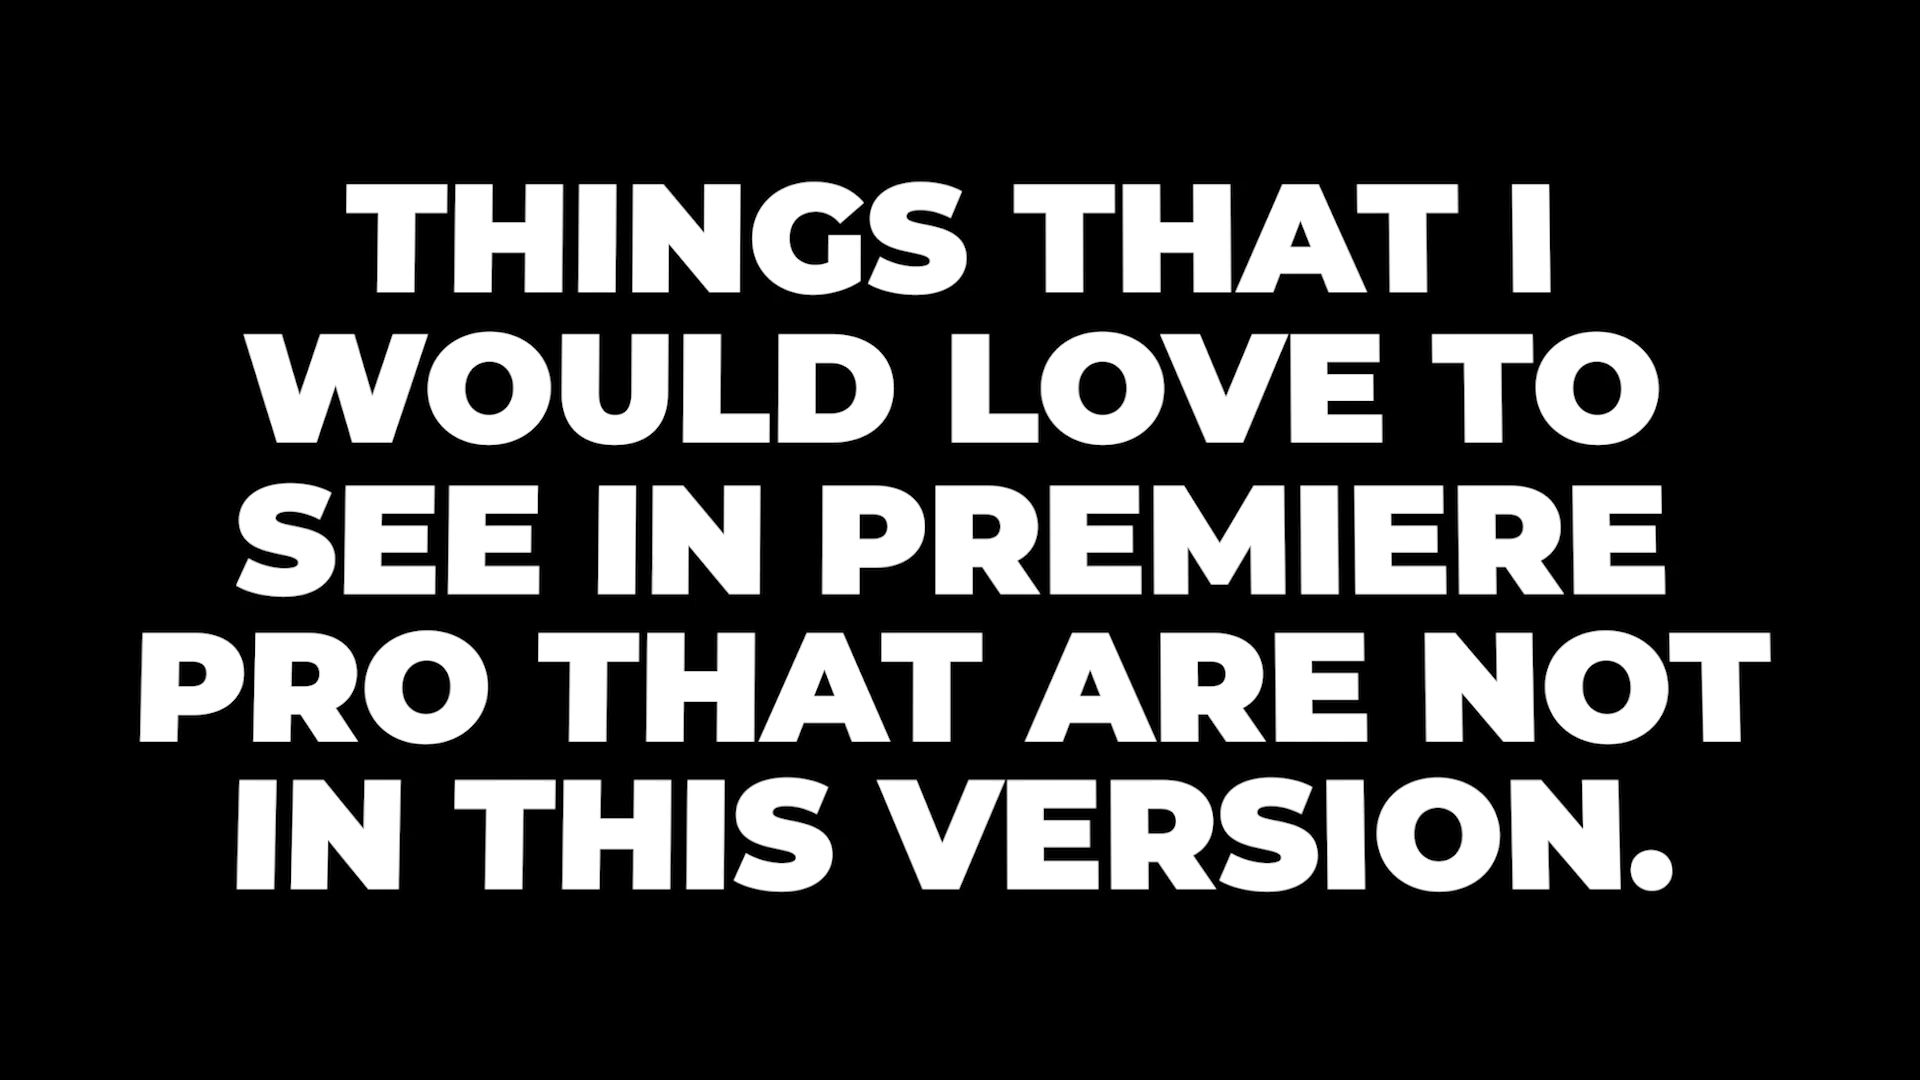 THINGS THAT I
WOULD LOVE TO
SEE IN PREMIERE
PRO THAT ARE NOT
IN THIS VERSION.